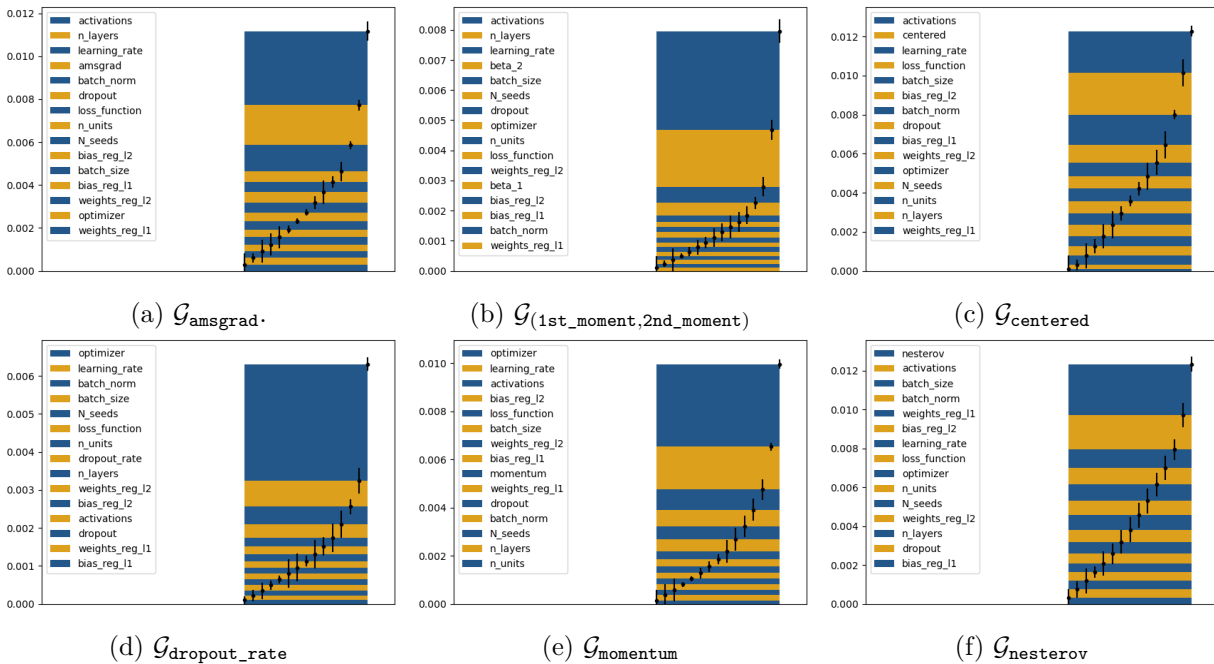 0.012
0.010
0.008
0.006
0.004
0.002
0.000
activations
n_layers
learning_rate
amsgrad
batch_norm
dropout
loss_function
n_units
N_seeds
bias_reg_l2
batch_size
bias_reg_l1
weights_reg_l2
optimizer
weights_reg_l1
(a) 𝒢amsgrad.
0.008
0.007
0.006
0.005
0.004
0.003
0.002
0.001
0.000
activations
n_layers
learning_rate
beta_2
batch_size
N_seeds
dropout
optimizer
n_units
loss_function
weights_reg_l2
beta_1
bias_reg_l2
bias_reg_l1
batch_norm
weights_reg_l1
(b) 𝒢(1st_moment,2nd_moment)
0.012
0.010
0.008
0.006
0.004
0.002
0.000
activations
centered
learning_rate
loss_function
batch_size
bias_reg_l2
batch_norm
dropout
bias_reg_l1
weights_reg_l2
optimizer
N_seeds
n_units
n_layers
weights_reg_l1
(c) 𝒢centered
0.006
0.005
0.004
0.003
0.002
0.001
0.000
optimizer
learning_rate
batch_norm
batch_size
N_seeds
loss_function
n_units
dropout_rate
n_layers
weights_reg_l2
bias_reg_l2
activations
dropout
weights_reg_l1
bias_reg_l1
(d) 𝒢dropout_rate
0.010
0.008
0.006
0.004
0.002
0.000
optimizer
learning_rate
activations
bias_reg_l2
loss_function
batch_size
weights_reg_l2
bias_reg_l1
momentum
weights_reg_l1
dropout
batch_norm
N_seeds
n_layers
n_units
(e) 𝒢momentum
0.012
0.010
0.008
0.006
0.004
0.002
0.000
nesterov
activations
batch_size
batch_norm
weights_reg_l1
bias_reg_l2
learning_rate
loss_function
optimizer
n_units
N_seeds
weights_reg_l2
n_layers
dropout
bias_reg_l1
(f) 𝒢nesterov